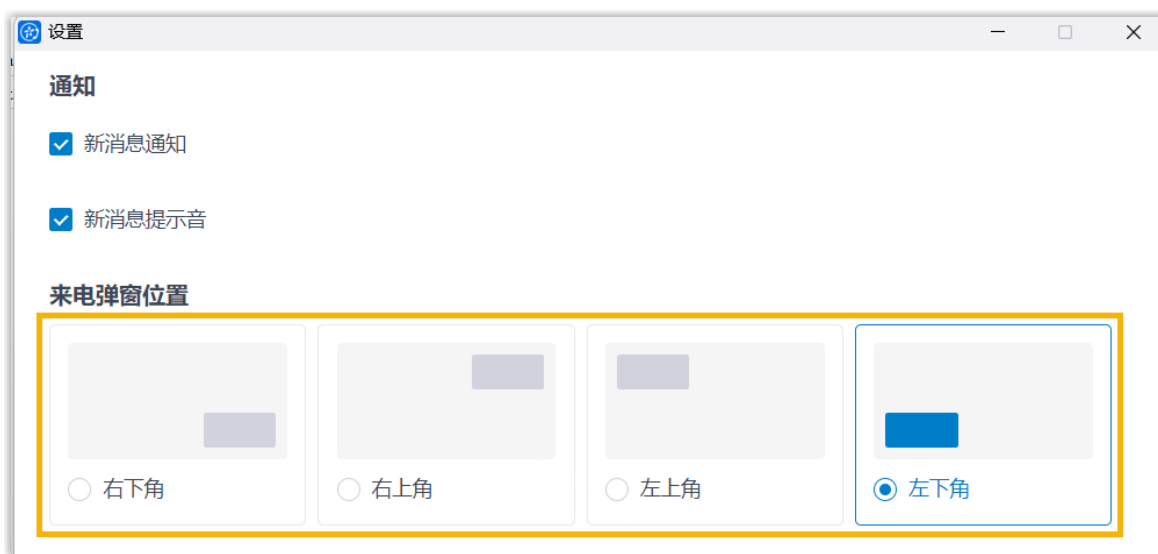 设置
通知
新消息通知
新消息提示音
来电弹窗位置
右下角 右上角 左上角 左下角